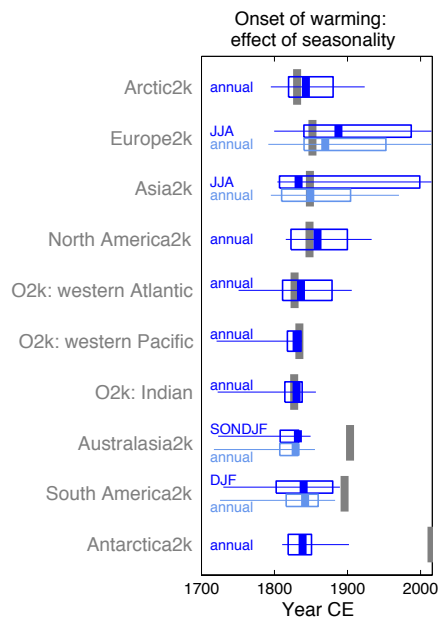 Onset of warming:
effect of seasonality
Arctic2k annual
Europe2k JJA
annual
Asia2k JJA
annual
North America2k annual
O2k: western Atlantic annual
O2k: western Pacific annual
O2k: Indian annual
Australasia2k SONDJF
annual
South America2k DJF
annual
Antarctica2k annual
1700 1800 1900 2000
Year CE